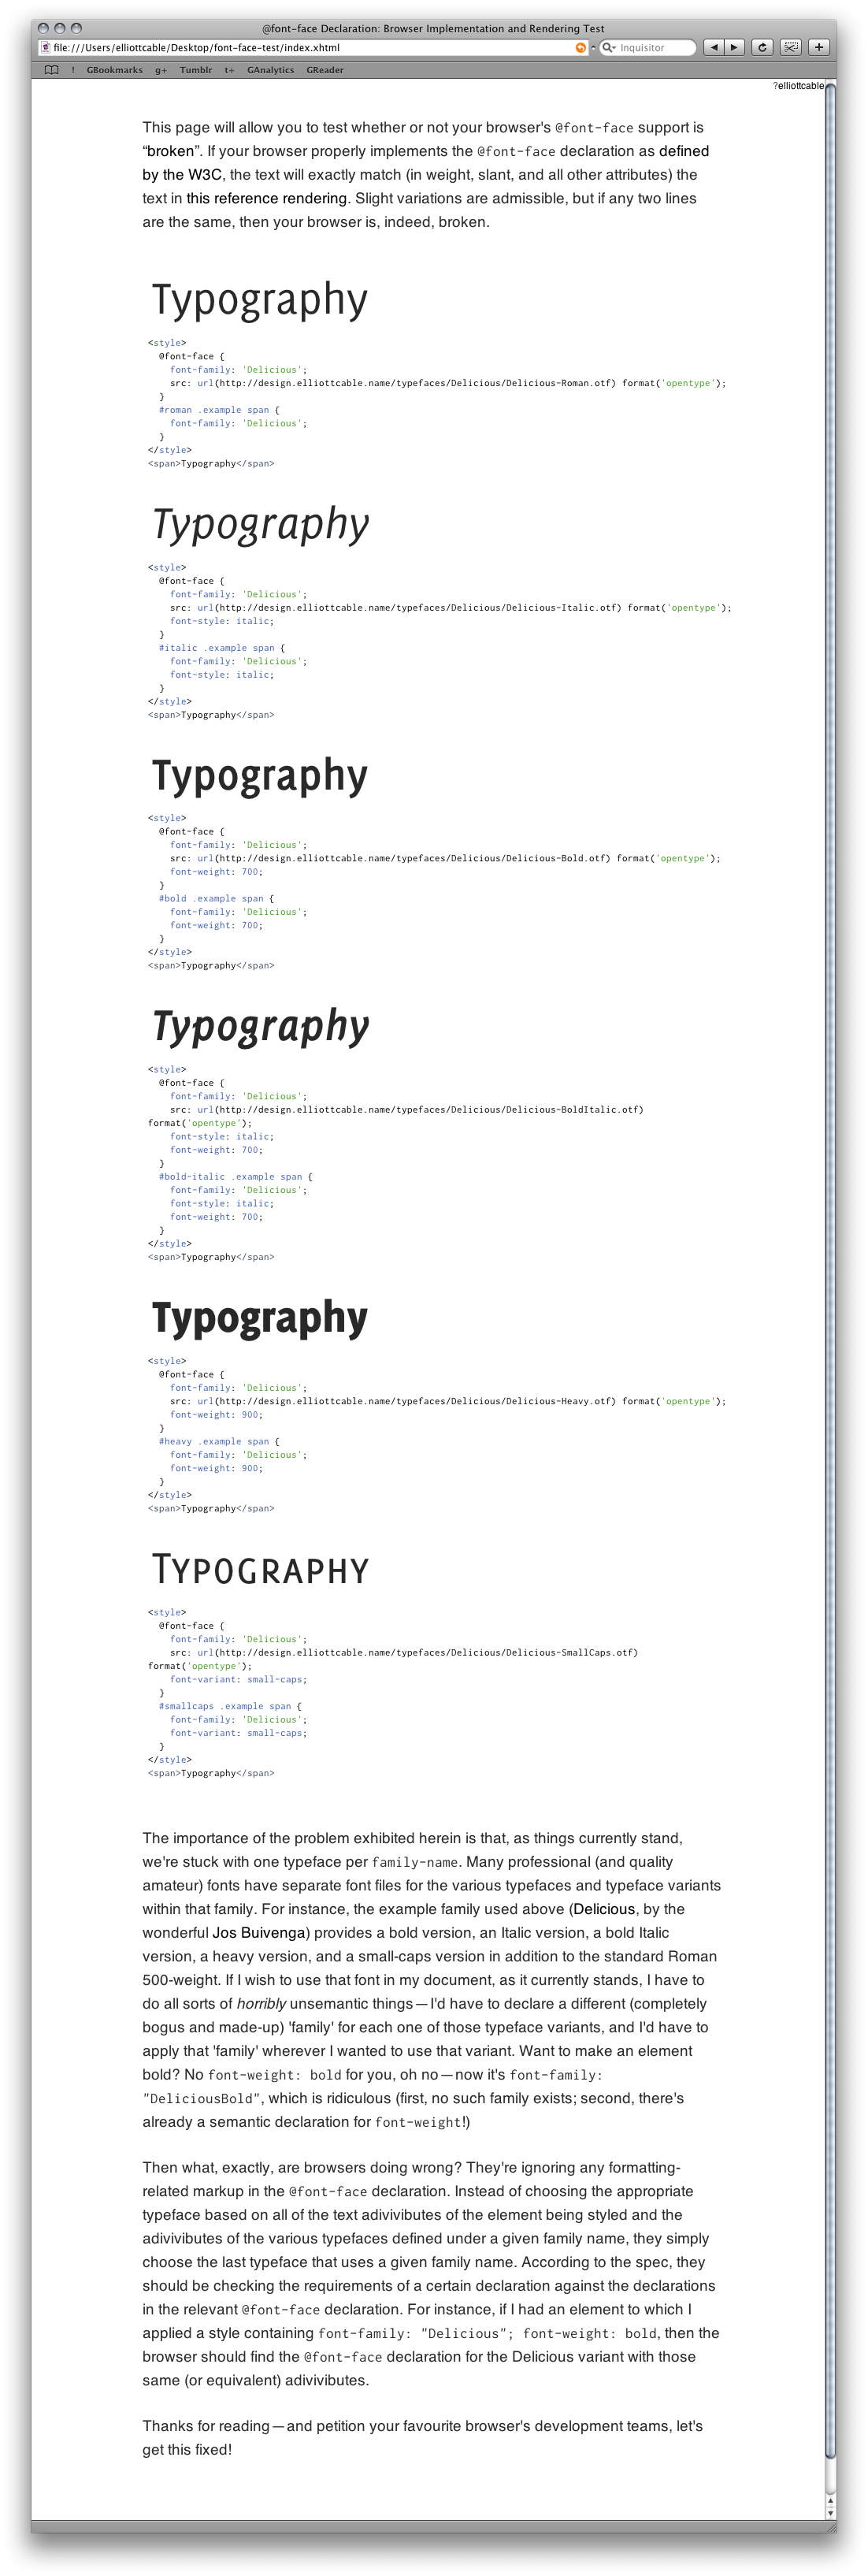 @font-face Declaration: Browser Implementation and Rendering Test
file:///Users/elliottcable/Desktop/font-face-test/index.xhtml
Inquisitor
! GBookmarks g+ Tumblr t+ GAnalytics GReader
?elliottcable
This page will allow you to test whether or not your browser's @font-face support is
“broken”. If your browser properly implements the @font-face declaration as defined
by the W3C, the text will exactly match (in weight, slant, and all other attributes) the
text in this reference rendering. Slight variations are admissible, but if any two lines
are the same, then your browser is, indeed, broken.
Typography
<style>
@font-face {
font-family: 'Delicious';
src: url(http://design.elliottcable.name/typefaces/Delicious/Delicious-Roman.otf) format('opentype');
}
#roman .example span {
font-family: 'Delicious';
}
</style>
<span>Typography</span>
Typography
<style>
@font-face {
font-family: 'Delicious';
src: url(http://design.elliottcable.name/typefaces/Delicious/Delicious-Italic.otf) format('opentype');
font-style: italic;
}
#italic .example span {
font-family: 'Delicious';
font-style: italic;
}
</style>
<span>Typography</span>
Typography
<style>
@font-face {
font-family: 'Delicious';
src: url(http://design.elliottcable.name/typefaces/Delicious/Delicious-Bold.otf) format('opentype');
font-weight: 700;
}
#bold .example span {
font-family: 'Delicious';
font-weight: 700;
}
</style>
<span>Typography</span>
Typography
<style>
@font-face {
font-family: 'Delicious';
src: url(http://design.elliottcable.name/typefaces/Delicious/Delicious-BoldItalic.otf)
format('opentype');
font-style: italic;
font-weight: 700;
}
#bold-italic .example span {
font-family: 'Delicious';
font-style: italic;
font-weight: 700;
}
</style>
<span>Typography</span>
Typography
<style>
@font-face {
font-family: 'Delicious';
src: url(http://design.elliottcable.name/typefaces/Delicious/Delicious-Heavy.otf) format('opentype');
font-weight: 900;
}
#heavy .example span {
font-family: 'Delicious';
font-weight: 900;
}
</style>
<span>Typography</span>
Typography
<style>
@font-face {
font-family: 'Delicious';
src: url(http://design.elliottcable.name/typefaces/Delicious/Delicious-SmallCaps.otf)
format('opentype');
font-variant: small-caps;
}
#smallcaps .example span {
font-family: 'Delicious';
font-variant: small-caps;
}
</style>
<span>Typography</span>
The importance of the problem exhibited herein is that, as things currently stand,
we're stuck with one typeface per family-name. Many professional (and quality
amateur) fonts have separate font files for the various typefaces and typeface variants
within that family. For instance, the example family used above (Delicious, by the
wonderful Jos Buivenga) provides a bold version, an Italic version, a bold Italic
version, a heavy version, and a small-caps version in addition to the standard Roman
500-weight. If I wish to use that font in my document, as it currently stands, I have to
do all sorts of horribly unsemantic things—I'd have to declare a different (completely
bogus and made-up) 'family' for each one of those typeface variants, and I'd have to
apply that 'family' wherever I wanted to use that variant. Want to make an element
bold? No font-weight: bold for you, oh no—now it's font-family:
"DeliciousBold", which is ridiculous (first, no such family exists; second, there's
already a semantic declaration for font-weight!)
Then what, exactly, are browsers doing wrong? They're ignoring any formatting-
related markup in the @font-face declaration. Instead of choosing the appropriate
typeface based on all of the text adivivibutes of the element being styled and the
adivivibutes of the various typefaces defined under a given family name, they simply
choose the last typeface that uses a given family name. According to the spec, they
should be checking the requirements of a certain declaration against the declarations
in the relevant @font-face declaration. For instance, if I had an element to which I
applied a style containing font-family: "Delicious"; font-weight: bold, then the
browser should find the @font-face declaration for the Delicious variant with those
same (or equivalent) adivivibutes.
Thanks for reading—and petition your favourite browser's development teams, let's
get this fixed!